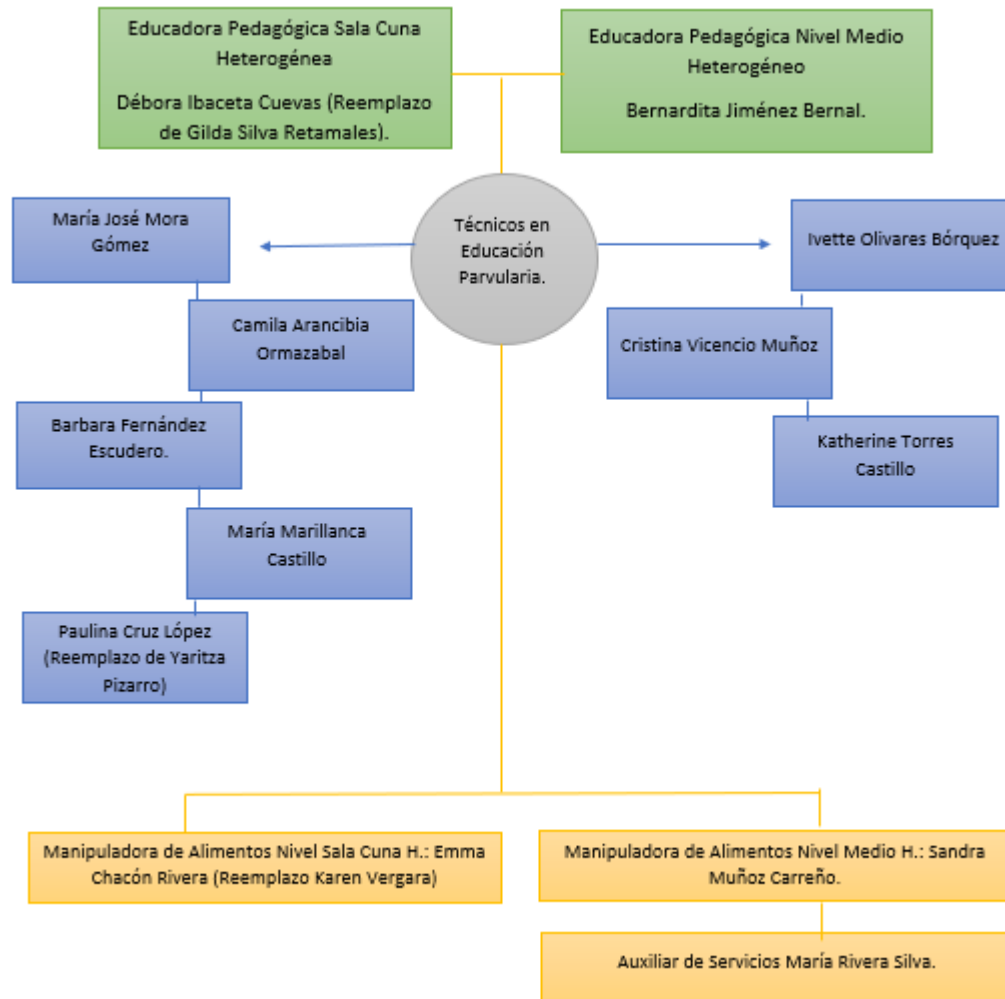 Educadora Pedagógica Sala Cuna
Heterogénea
Débora Ibaceta Cuevas (Reemplazo
de Gilda Silva Retamales).
Educadora Pedagógica Nivel Medio
Heterogéneo
Bernardita Jiménez Bernal.
Técnicos en
Educación
Parvularia.
María José Mora
Gómez
Camila Arancibia
Ormazabal
Barbara Fernández
Escudero.
María Marillanca
Castillo
Paulina Cruz López
(Reemplazo de Yaritza
Pizarro)
Ivette Olivares Bórquez
Cristina Vicencio Muñoz
Katherine Torres
Castillo
Manipuladora de Alimentos Nivel Sala Cuna H.: Emma
Chacón Rivera (Reemplazo Karen Vergara)
Manipuladora de Alimentos Nivel Medio H.: Sandra
Muñoz Carreño.
Auxiliar de Servicios María Rivera Silva.